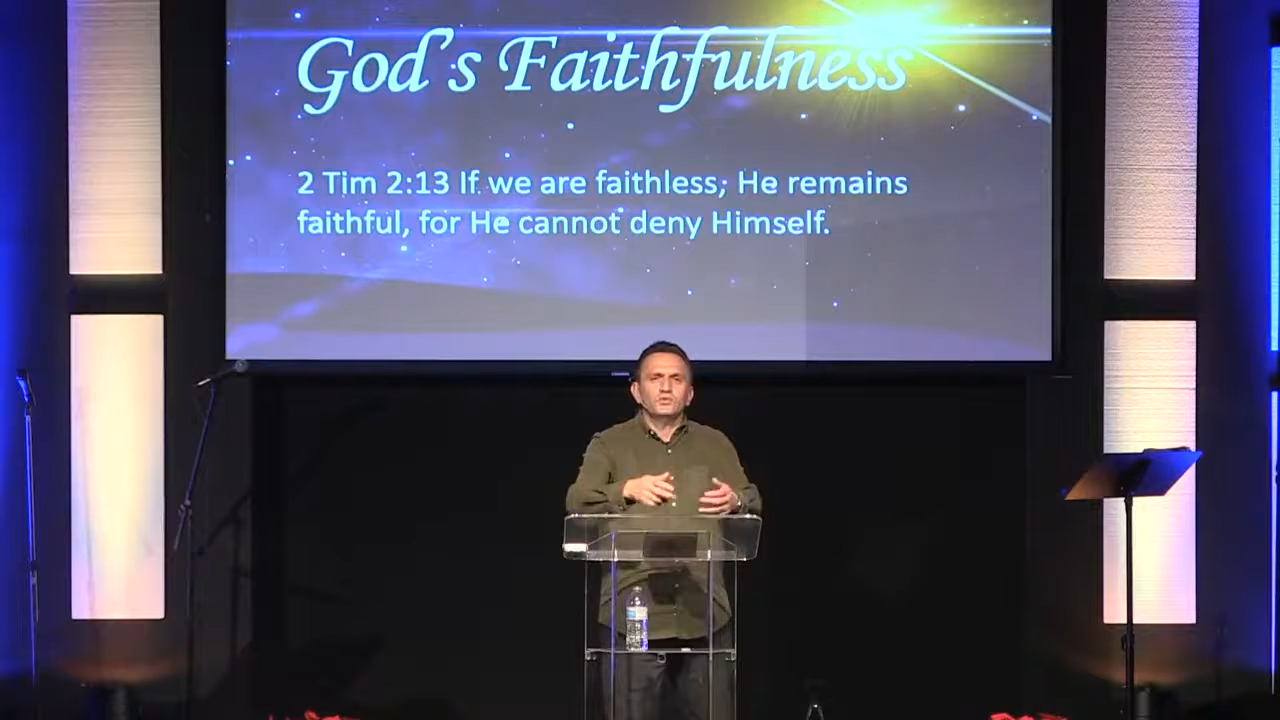 God's Faithfulness
2 Tim 2:13 If we are faithless; He remains
faithful, for He cannot deny Himself.